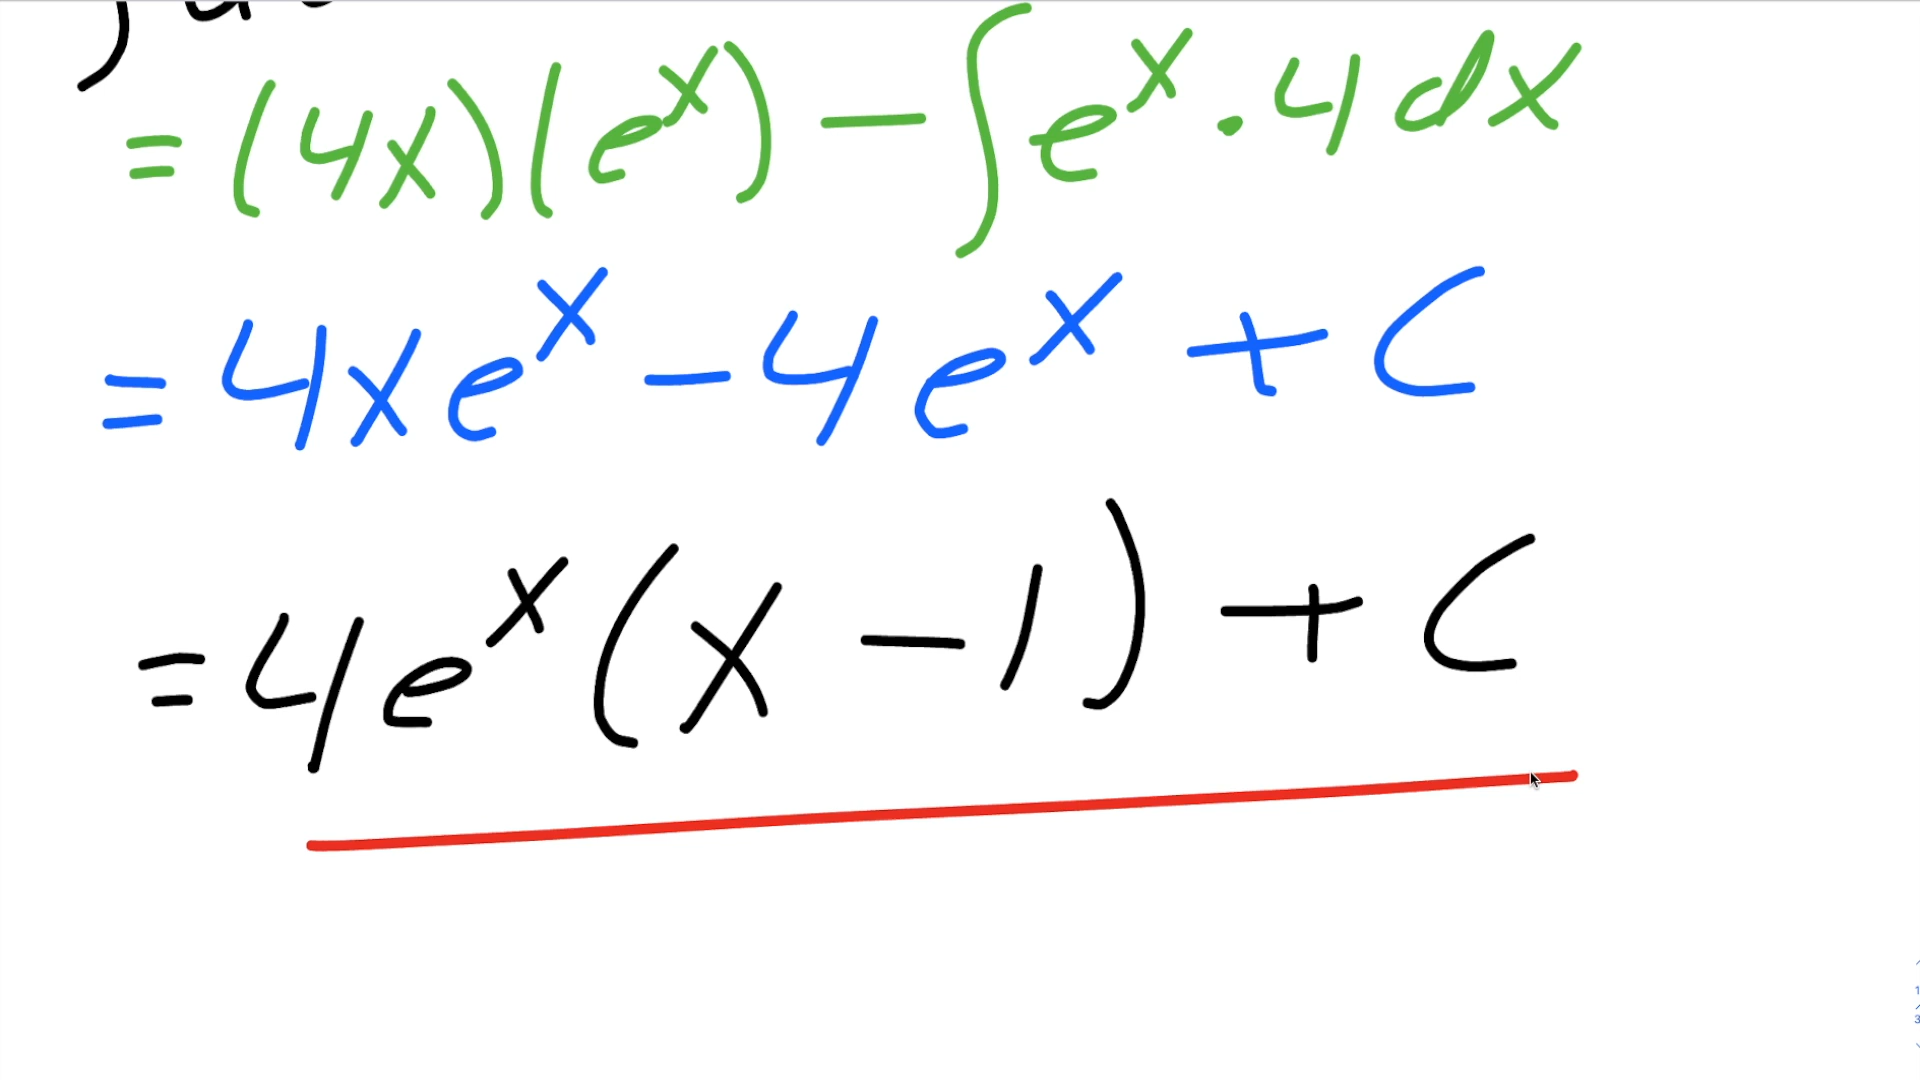 = (4x)(e^x) - ∫e^x · 4 dx
= 4xe^x - 4e^x + C
= 4e^x(x - 1) + C